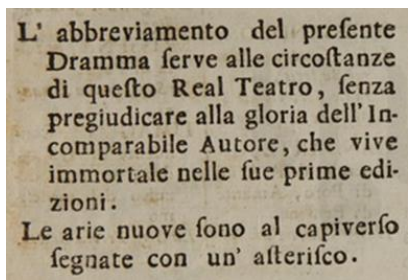 L' abbreviamento del preſente
Dramma ſerve alle circoſtanze
di queſto Real Teatro, ſenza
pregiudicare alla gloria dell' In-
comparabile Autore, che vive
immortale nelle ſue prime edi-
zioni.
Le arie nuove ſono al capiverſo
ſegnate con un' aſteriſco.